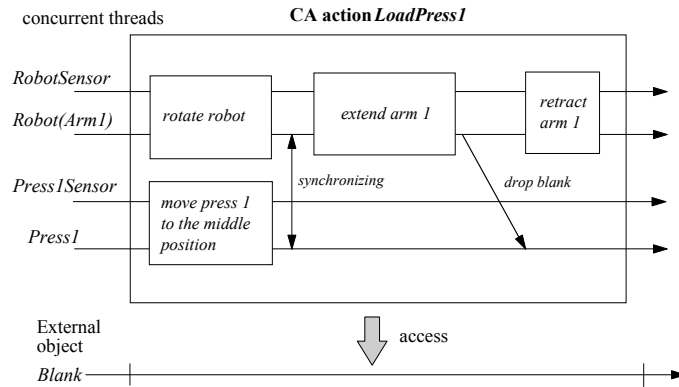 concurrent threads
CA action LoadPress1
RobotSensor
Robot(Arm1)
rotate robot
extend arm 1
retract
arm 1
synchronizing
drop blank
Press1Sensor
Press1
move press 1
to the middle
position
External
object
access
Blank